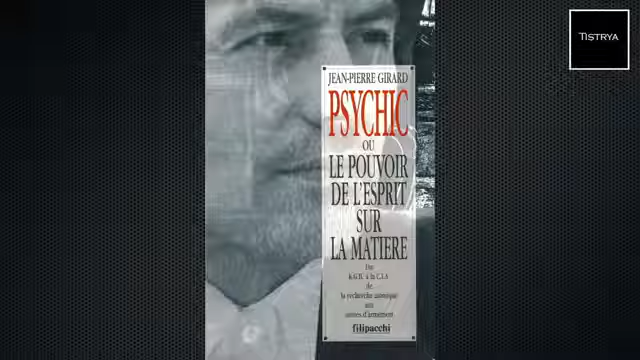 TISTRYA
JEAN-PIERRE GIRARD
PSYCHIC
OU
LE POUVOIR
DE L'ESPRIT
SUR
LA MATIERE
Du
K.G.B. à la C.I.A
de
la recherche atomique
aux
usines d'armement
filipacchi